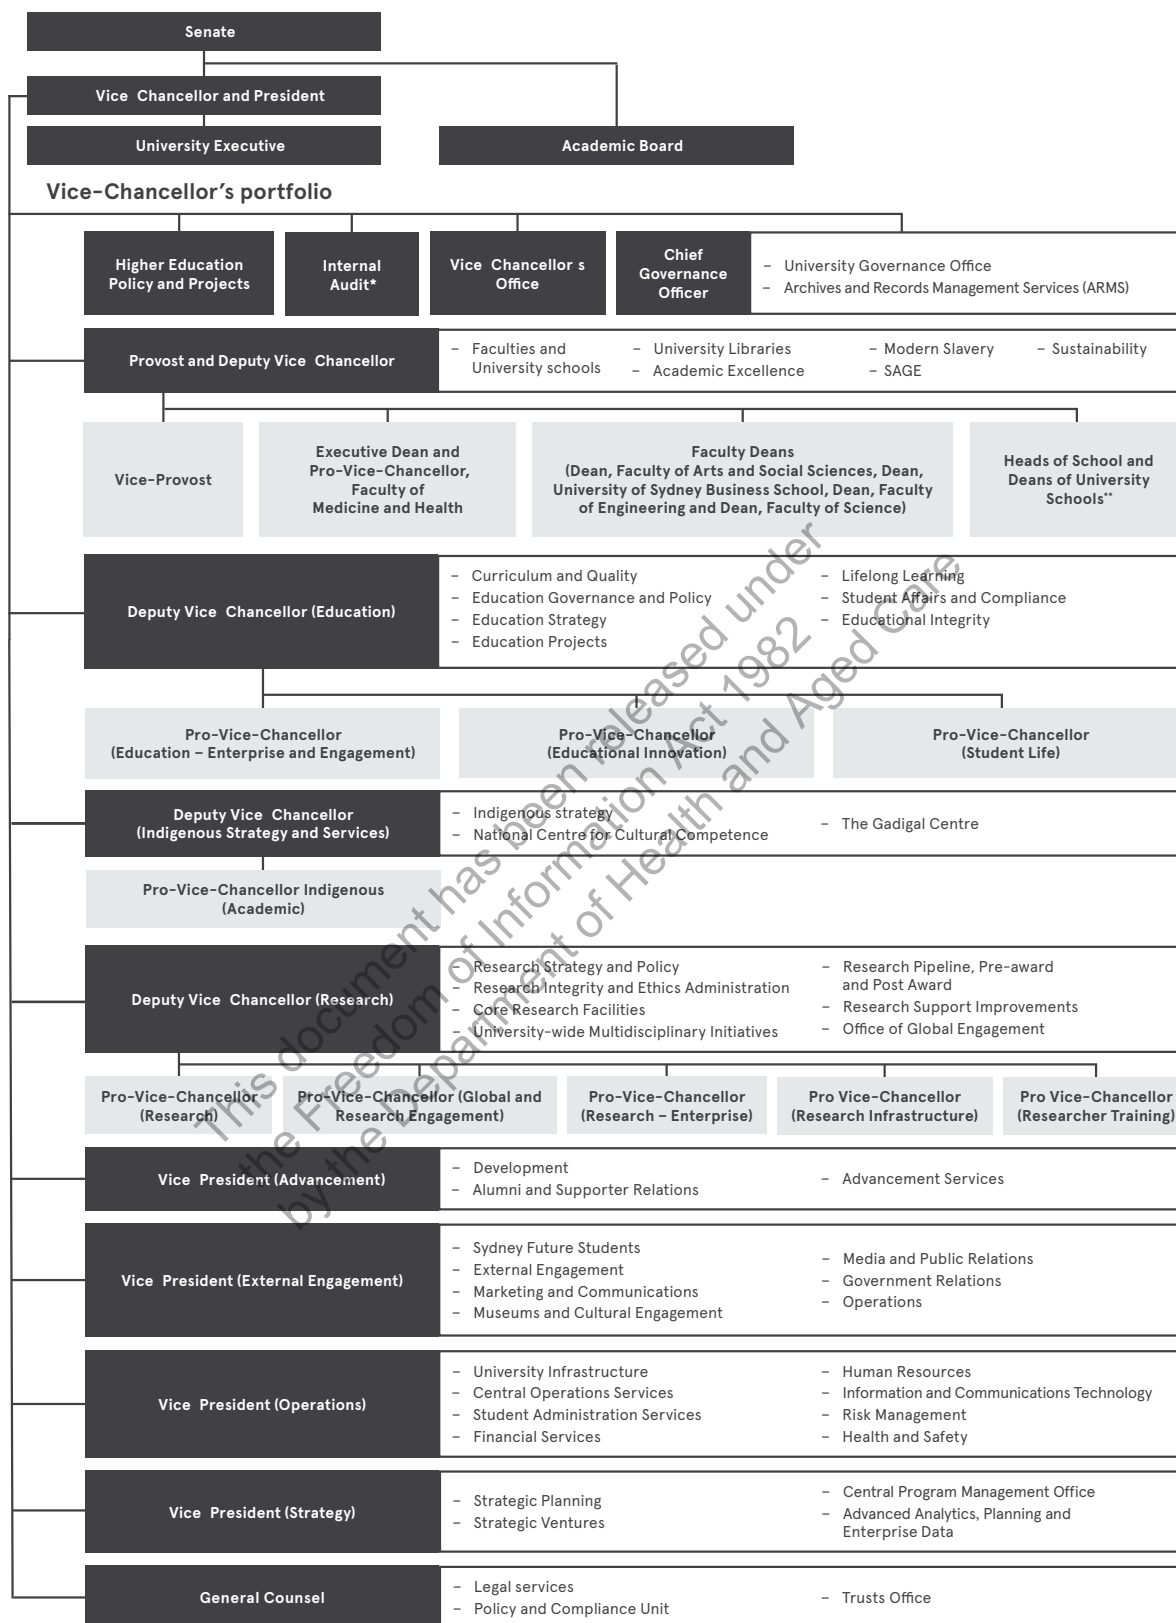 Senate
Vice Chancellor and President
University Executive
Academic Board
Vice-Chancellor's portfolio
Higher Education
Policy and Projects
Internal
Audit*
Vice Chancellor s
Office
Chief
Governance
Officer
– University Governance Office
– Archives and Records Management Services (ARMS)
Provost and Deputy Vice Chancellor
– Faculties and
University schools
– University Libraries
– Academic Excellence
– Modern Slavery
– SAGE
– Sustainability
Vice-Provost
Executive Dean and
Pro-Vice-Chancellor,
Faculty of
Medicine and Health
Faculty Deans
(Dean, Faculty of Arts and Social Sciences, Dean,
University of Sydney Business School, Dean, Faculty
of Engineering and Dean, Faculty of Science)
Heads of School and
Deans of University
Schools**
Deputy Vice Chancellor (Education)
– Curriculum and Quality
– Education Governance and Policy
– Education Strategy
– Education Projects
– Lifelong Learning
– Student Affairs and Compliance
– Educational Integrity
Pro-Vice-Chancellor
(Education – Enterprise and Engagement)
Pro-Vice-Chancellor
(Educational Innovation)
Pro-Vice-Chancellor
(Student Life)
Deputy Vice Chancellor
(Indigenous Strategy and Services)
– Indigenous strategy
– National Centre for Cultural Competence
– The Gadigal Centre
Pro-Vice-Chancellor Indigenous
(Academic)
Deputy Vice Chancellor (Research)
– Research Strategy and Policy
Research Integrity and Ethics Administration
– Core Research Facilities
– University-wide Multidisciplinary Initiatives
– Research Pipeline, Pre-award
and Post Award
– Research Support Improvements
– Office of Global Engagement
Pro-Vice-Chancellor
(Research)
Pro-Vice-Chancellor (Global and
Research Engagement)
Pro-Vice-Chancellor
(Research – Enterprise)
Pro Vice-Chancellor
(Research Infrastructure)
Pro Vice-Chancellor
(Researcher Training)
Vice President (Advancement)
– Development
– Alumni and Supporter Relations
– Advancement Services
Vice President (External Engagement)
– Sydney Future Students
– External Engagement
– Marketing and Communications
– Museums and Cultural Engagement
– Media and Public Relations
– Government Relations
– Operations
Vice President (Operations)
– University Infrastructure
– Central Operations Services
– Student Administration Services
– Financial Services
– Human Resources
– Information and Communications Technology
– Risk Management
– Health and Safety
Vice President (Strategy)
– Strategic Planning
– Strategic Ventures
– Central Program Management Office
– Advanced Analytics, Planning and
Enterprise Data
General Counsel
– Legal services
– Policy and Compliance Unit
– Trusts Office
This document has been released under
the Freedom of Information Act 1982
by the Department of Health and Aged Care